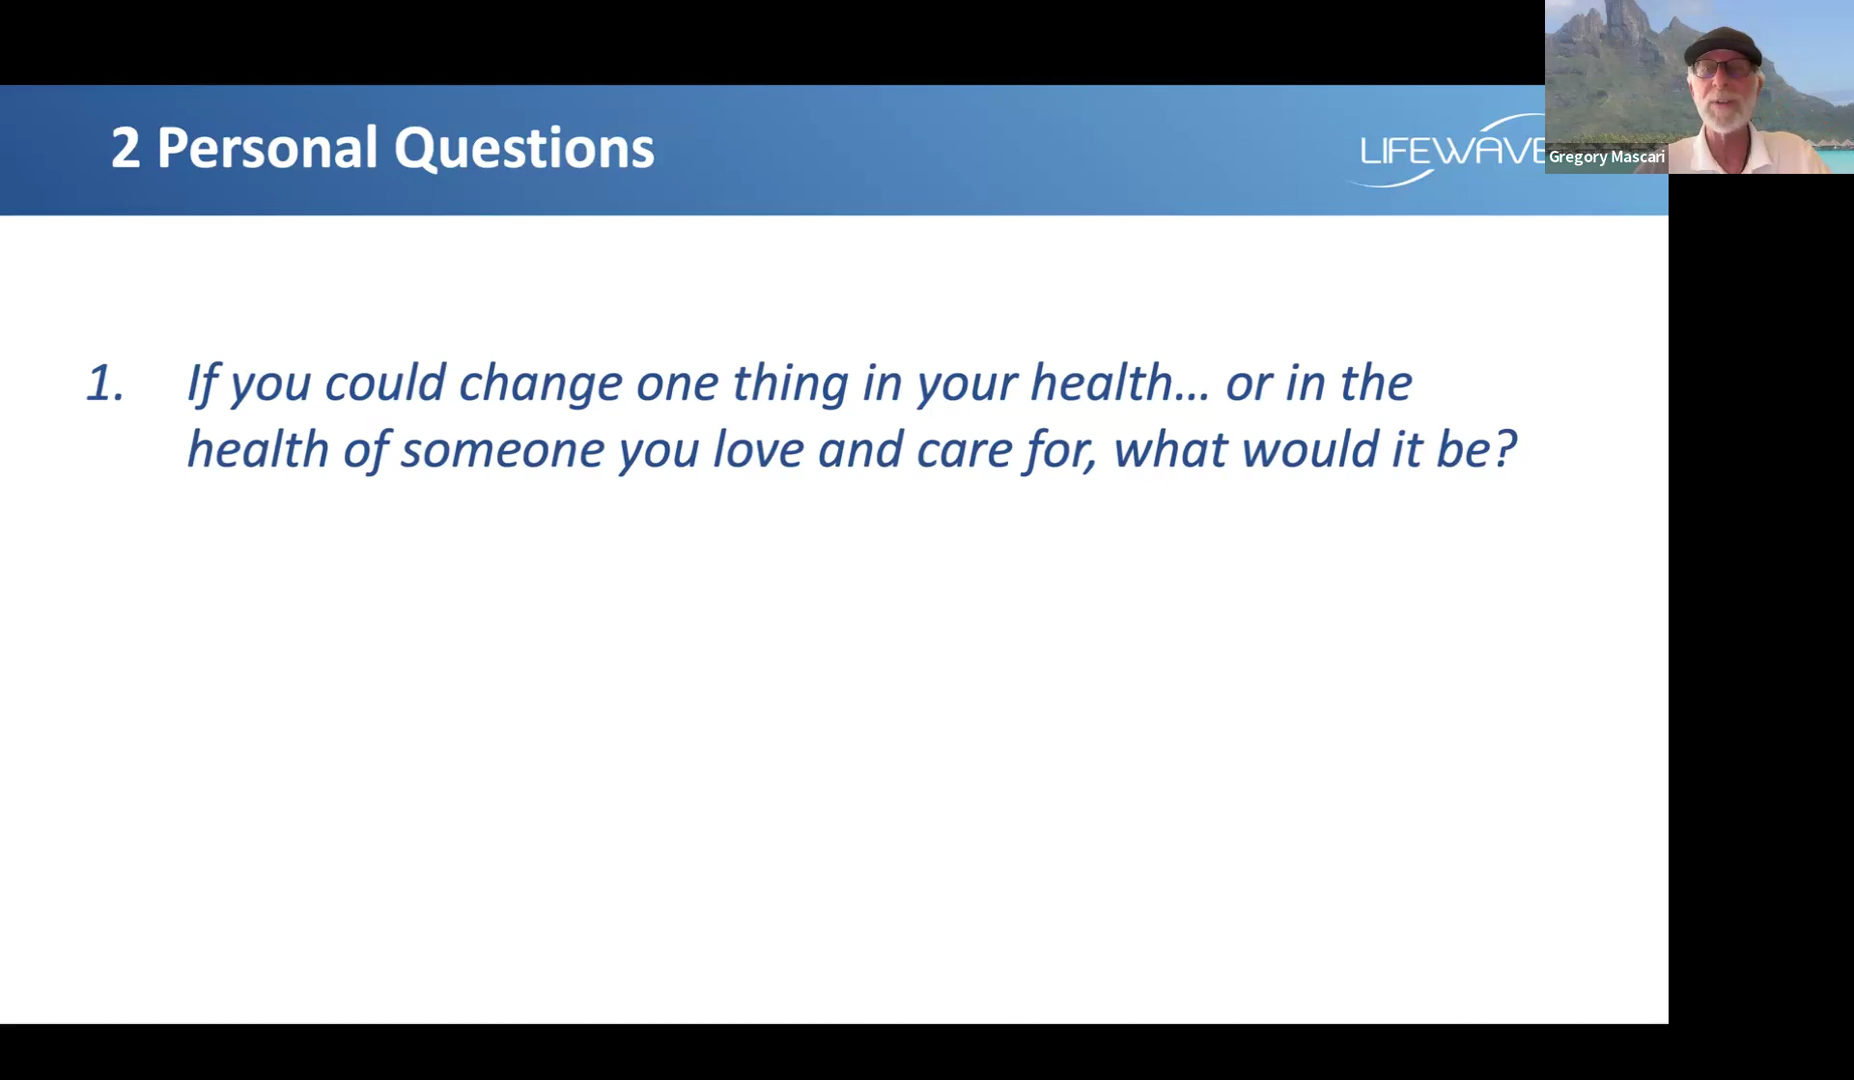 2 Personal Questions
LIFEWAVE
Gregory Mascari
1. If you could change one thing in your health... or in the
health of someone you love and care for, what would it be?